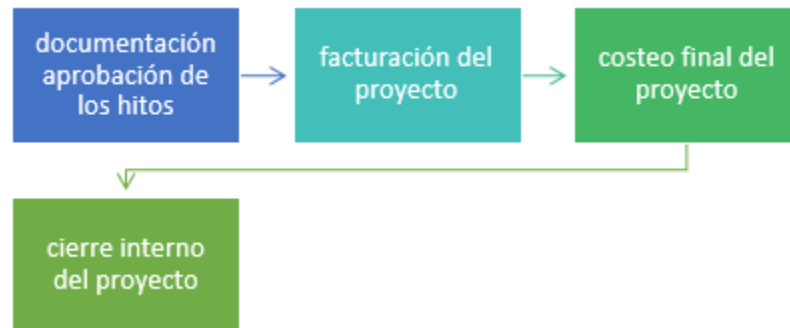 documentación
aprobación de
los hitos
facturación del
proyecto
costeo final del
proyecto
cierre interno
del proyecto